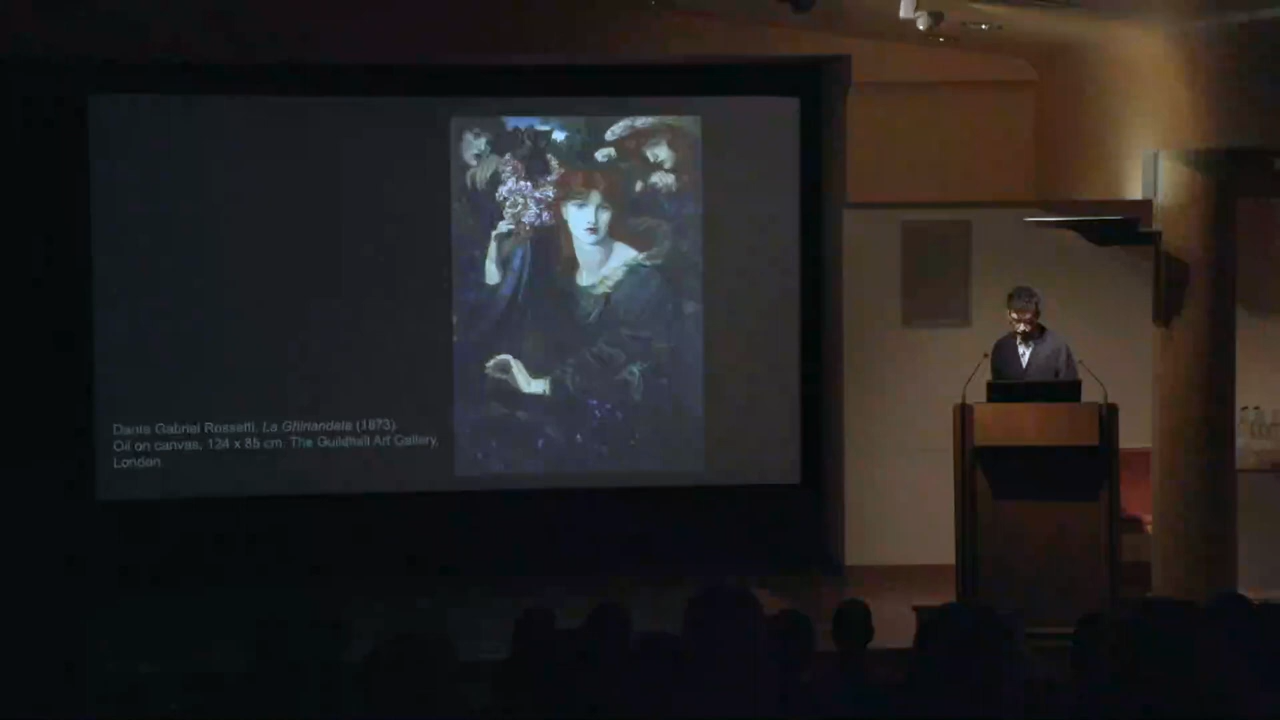 Dante Gabriel Rossetti, La Ghirlandata (1873).
Oil on canvas, 124 x 85 cm. The Guildhall Art Gallery,
London.